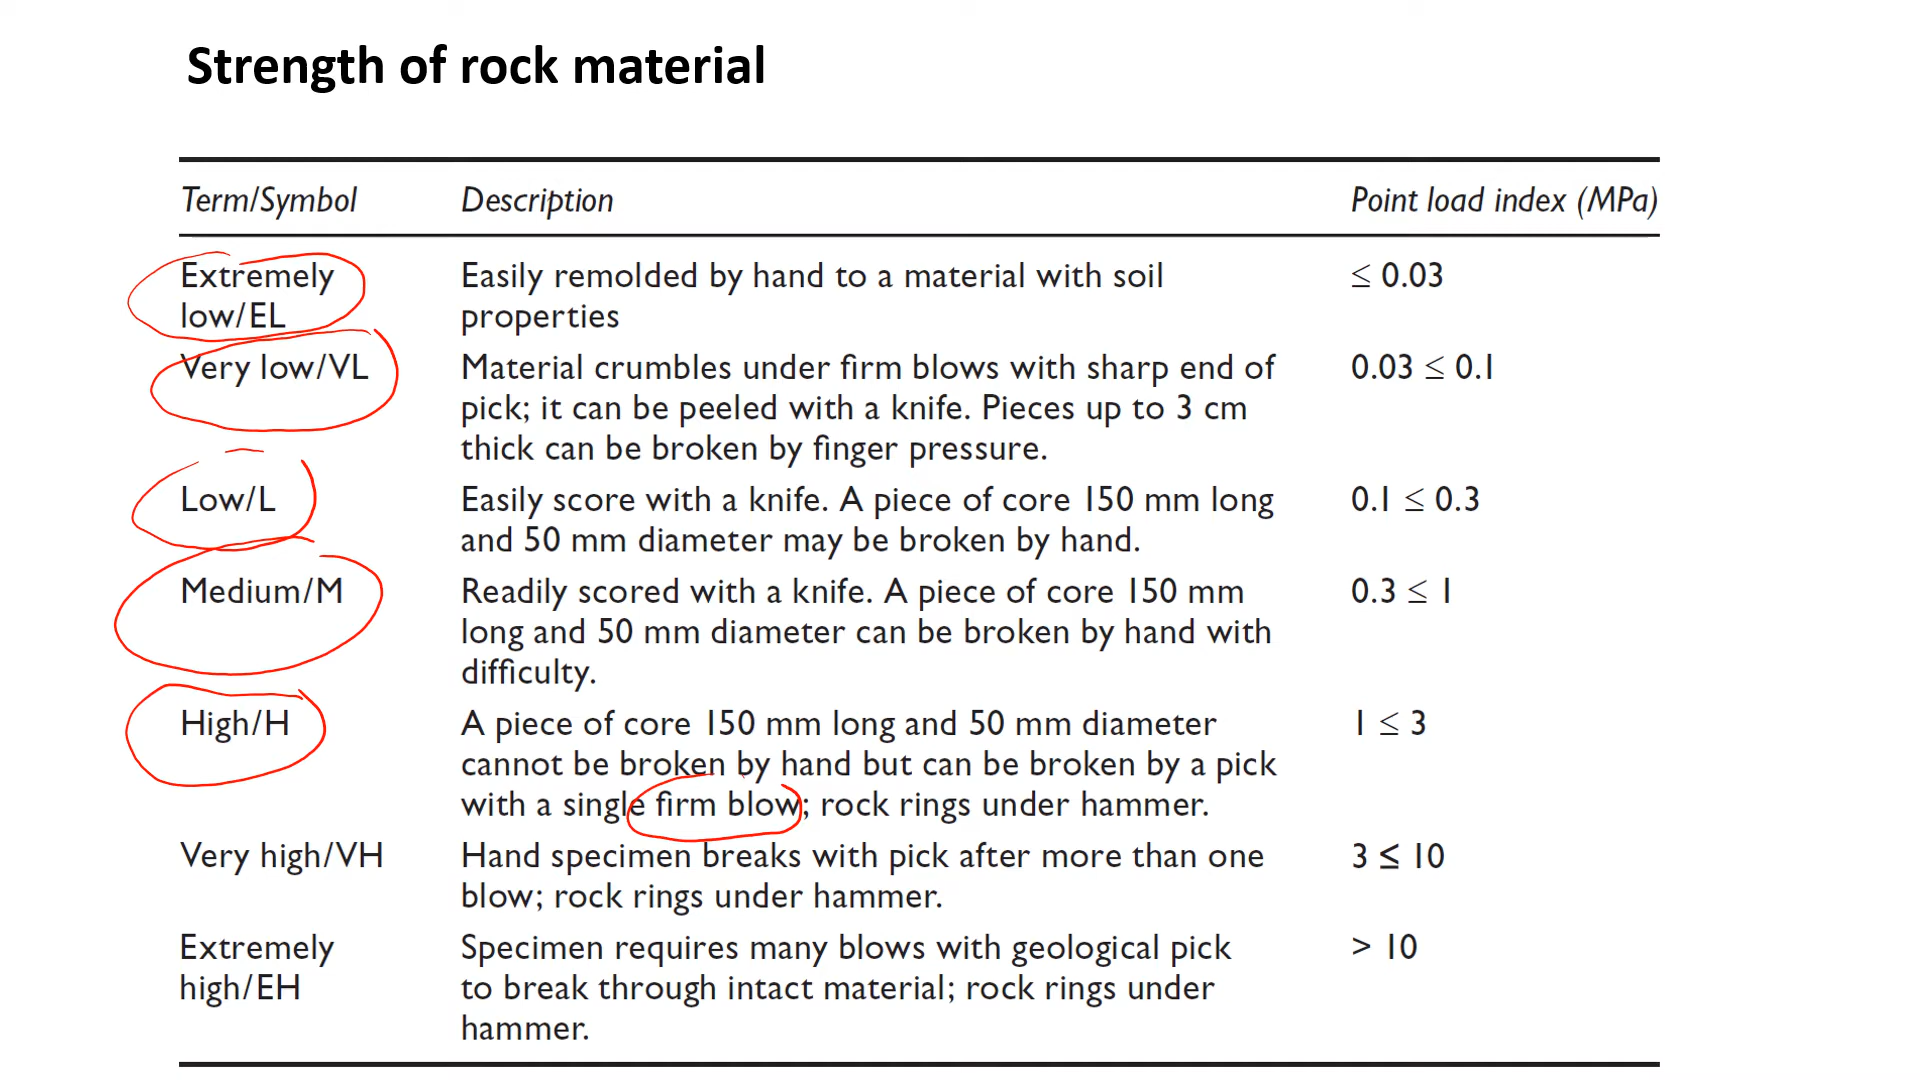 Strength of rock material
Term/Symbol Description Point load index (MPa)
Extremely Easily remolded by hand to a material with soil ≤ 0.03
low/EL properties
Very low/VL Material crumbles under firm blows with sharp end of 0.03 ≤ 0.1
pick; it can be peeled with a knife. Pieces up to 3 cm
thick can be broken by finger pressure.
Low/L Easily score with a knife. A piece of core 150 mm long 0.1 ≤ 0.3
and 50 mm diameter may be broken by hand.
Medium/M Readily scored with a knife. A piece of core 150 mm 0.3 ≤ 1
long and 50 mm diameter can be broken by hand with
difficulty.
High/H A piece of core 150 mm long and 50 mm diameter 1 ≤ 3
cannot be broken by hand but can be broken by a pick
with a single firm blow; rock rings under hammer.
Very high/VH Hand specimen breaks with pick after more than one 3 ≤ 10
blow; rock rings under hammer.
Extremely Specimen requires many blows with geological pick > 10
high/EH to break through intact material; rock rings under
hammer.